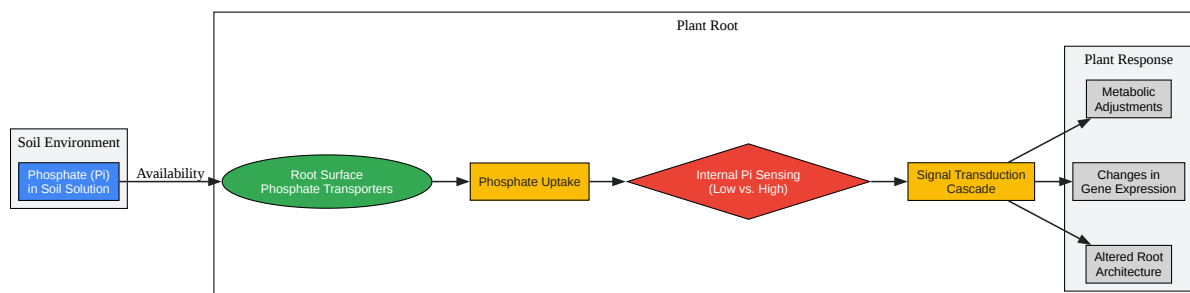 Plant Root
Soil Environment
Phosphate (Pi)
in Soil Solution
Availability
Root Surface
Phosphate Transporters
Phosphate Uptake
Internal Pi Sensing
(Low vs. High)
Signal Transduction
Cascade
Plant Response
Metabolic
Adjustments
Changes in
Gene Expression
Altered Root
Architecture